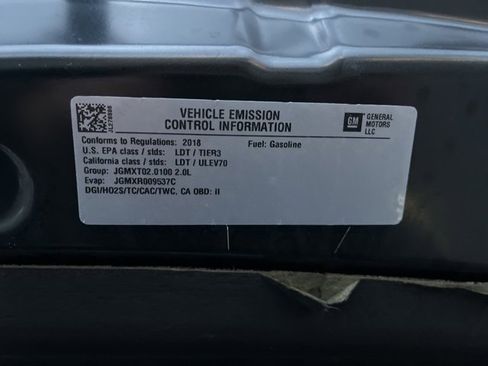 VEHICLE EMISSION
CONTROL INFORMATION
GM
GENERAL
MOTORS
LLC
Conforms to Regulations: 2018
Fuel: Gasoline
U.S. EPA class / stds: LDT / TIER3
California class / stds: LDT / ULEV70
Group: JGMXT02.0100 2.0L
Evap: JGMXR009537C
DGI/HO2S/TC/CAC/TWC, CA OBD: II